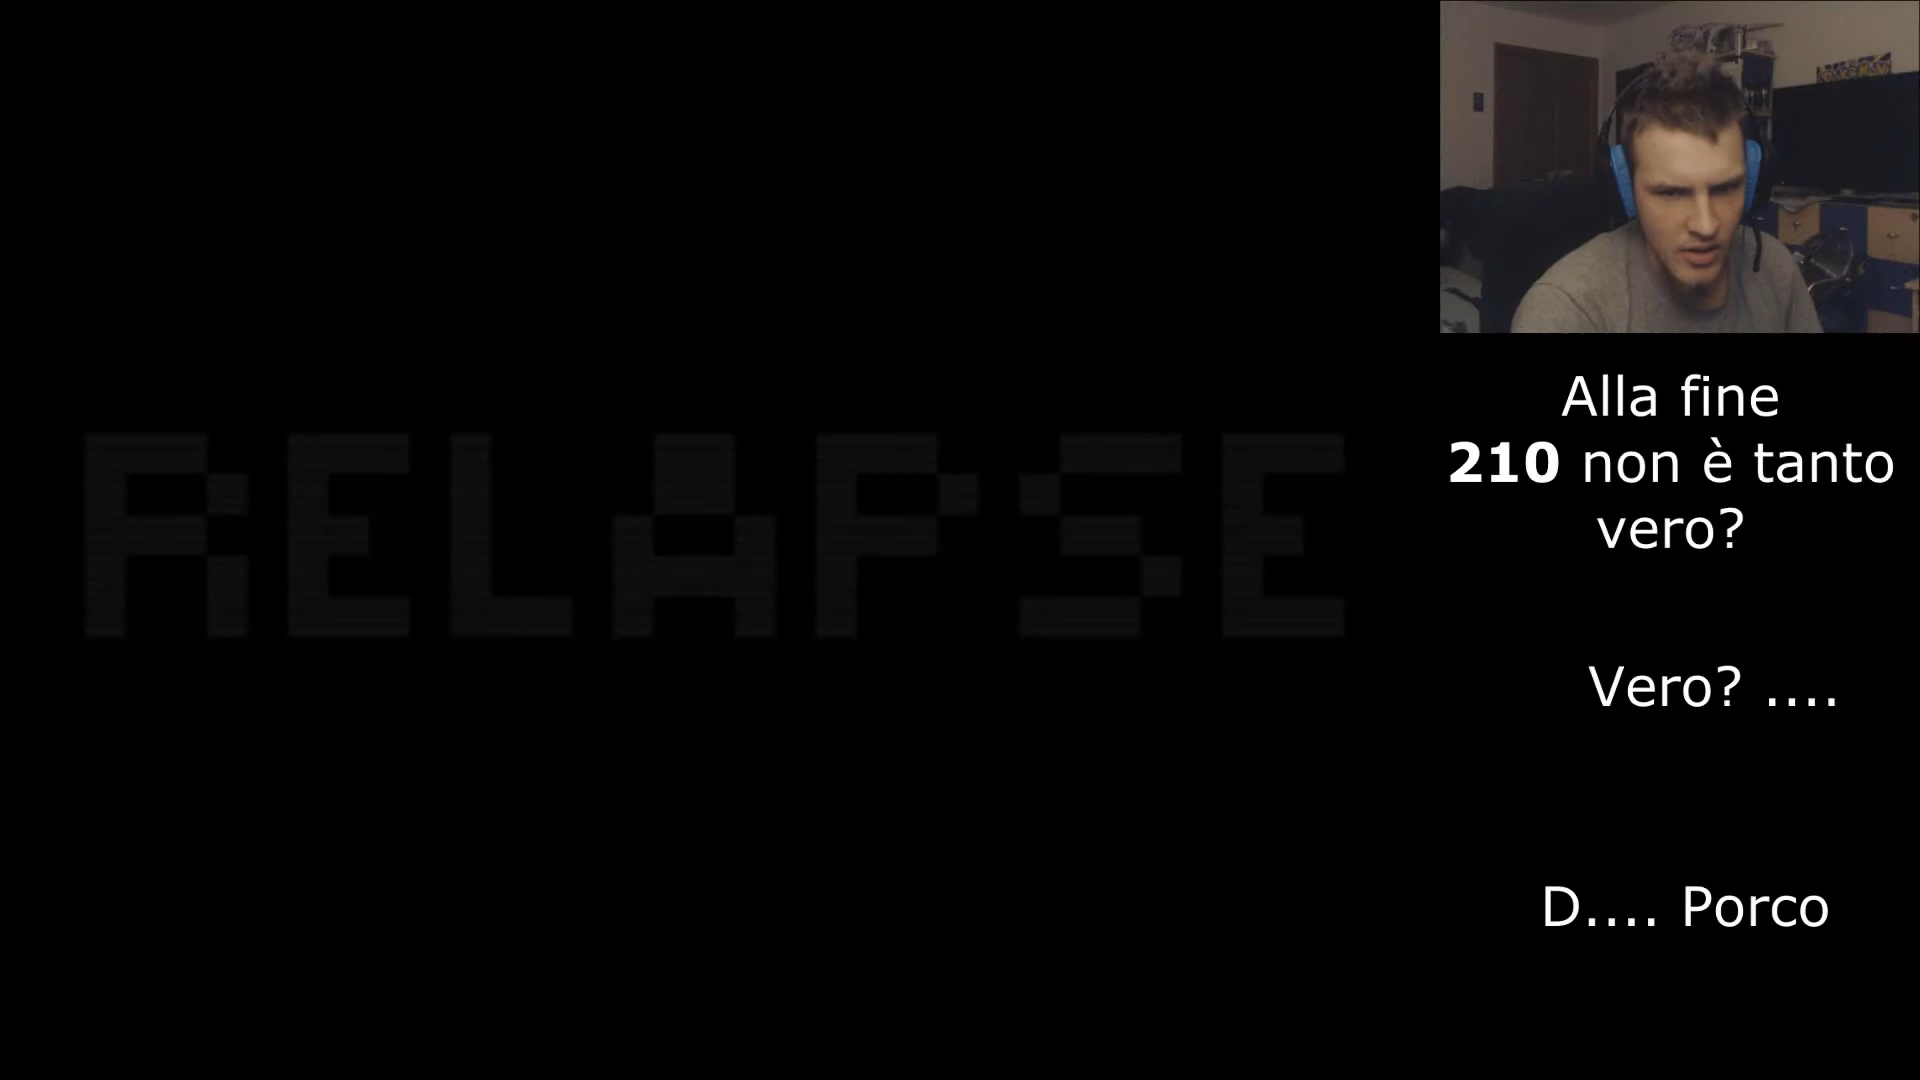 RELAPSE
Alla fine
210 non è tanto
vero?
Vero? ....
D.... Porco